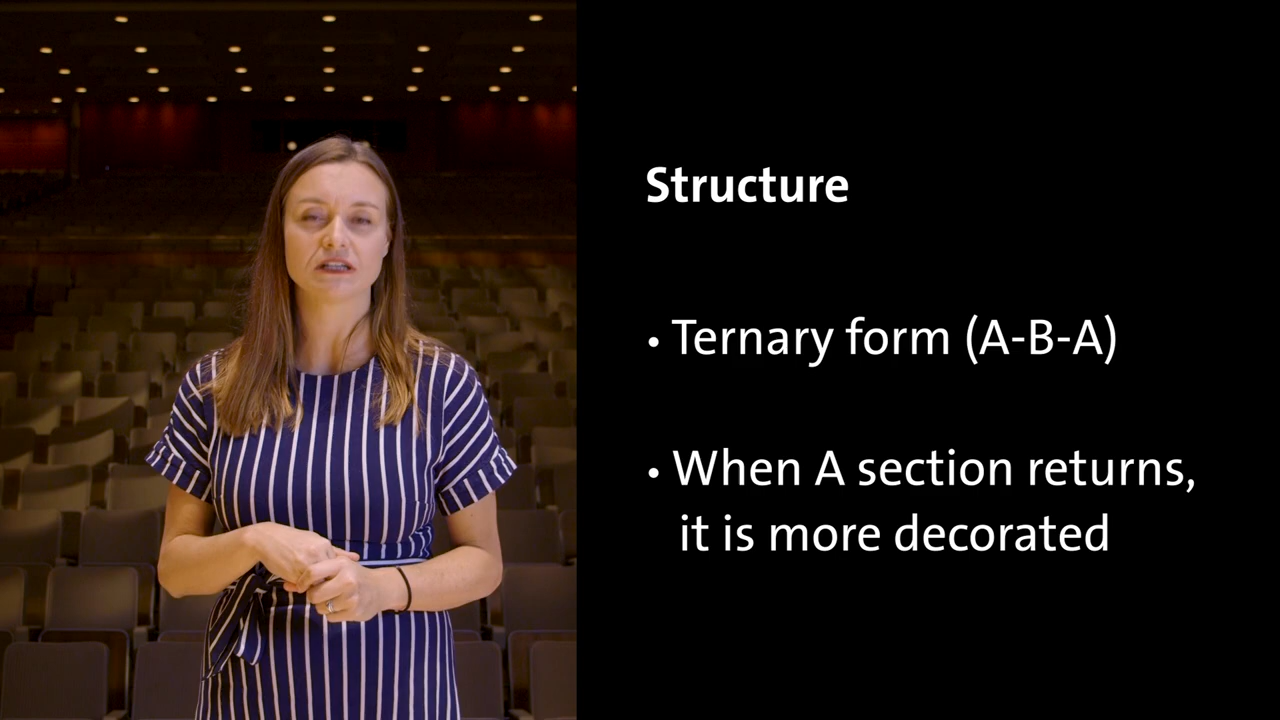 Structure
• Ternary form (A-B-A)
• When A section returns,
it is more decorated